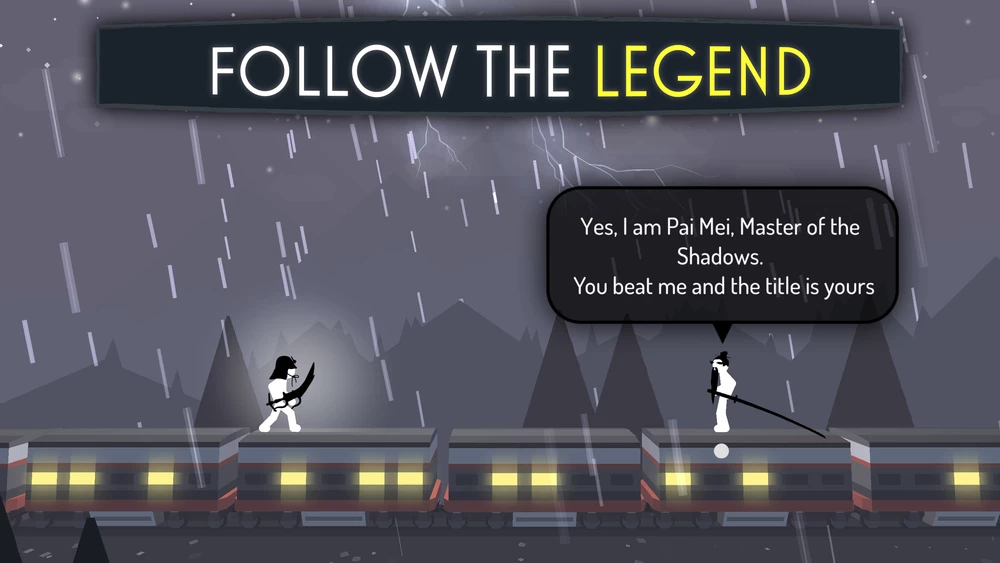 FOLLOW THE LEGEND
Yes, I am Pai Mei, Master of the
Shadows.
You beat me and the title is yours